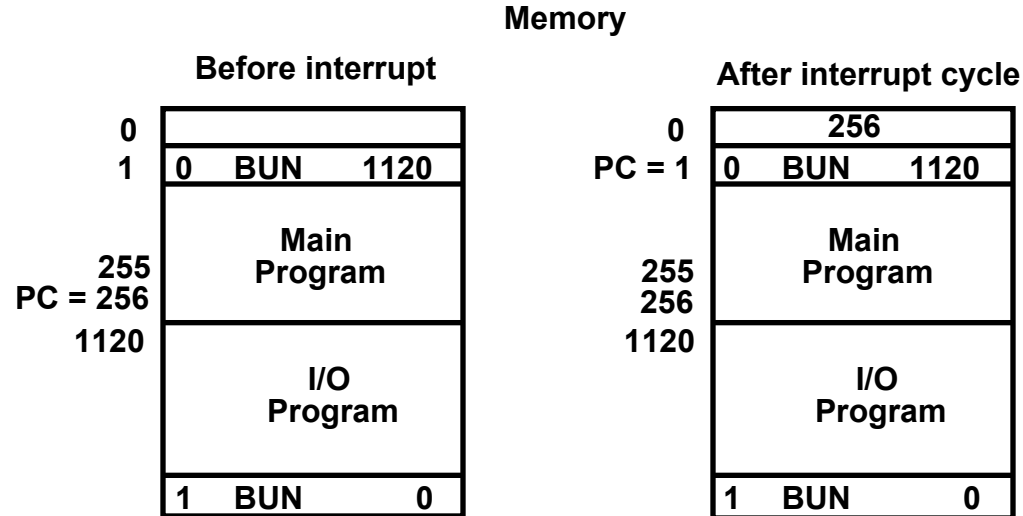 Memory
Before interrupt
0
1 0 BUN 1120
Main
Program
255
PC = 256
1120
I/O
Program
1 BUN 0
After interrupt cycle
0 256
PC = 1 0 BUN 1120
Main
Program
255
256
1120
I/O
Program
1 BUN 0